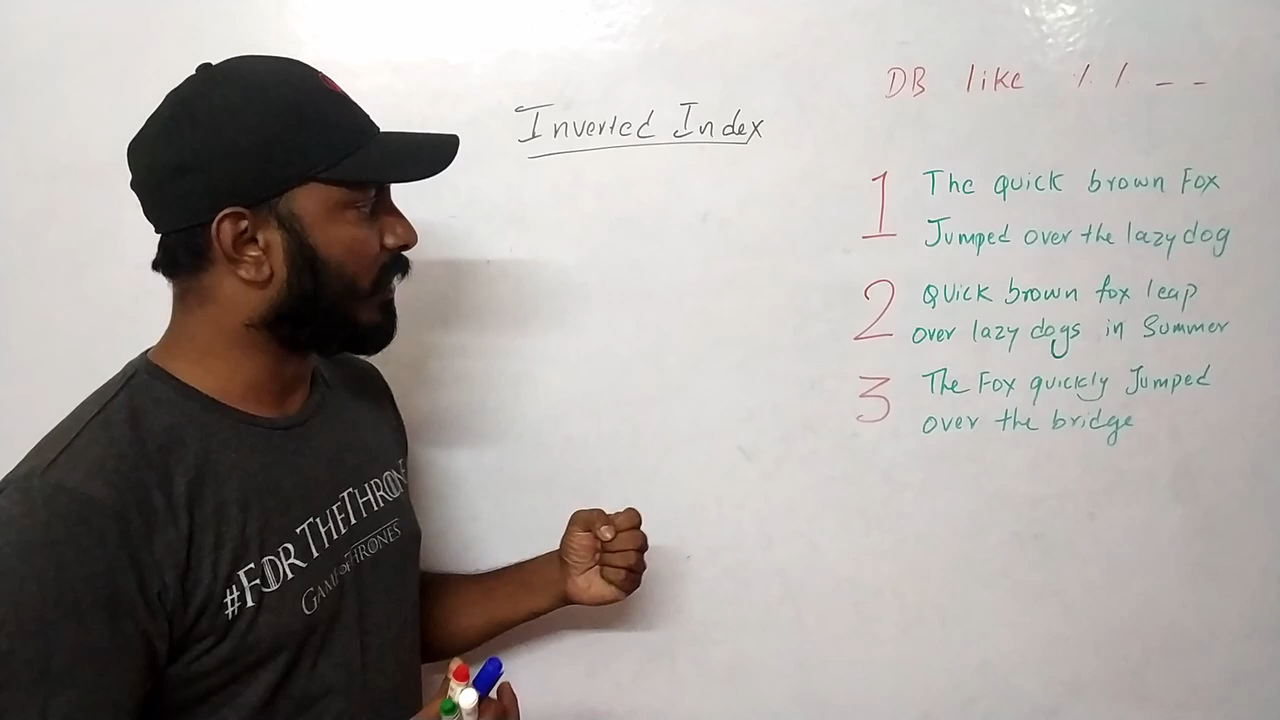 DB like % % _ _
Inverted Index
1 The quick brown Fox
Jumped over the lazy dog
2 Quick brown fox leap
over lazy dogs in Summer
3 The Fox quickly Jumped
over the bridge
#FORTHETHRONE
GAME OF THRONES